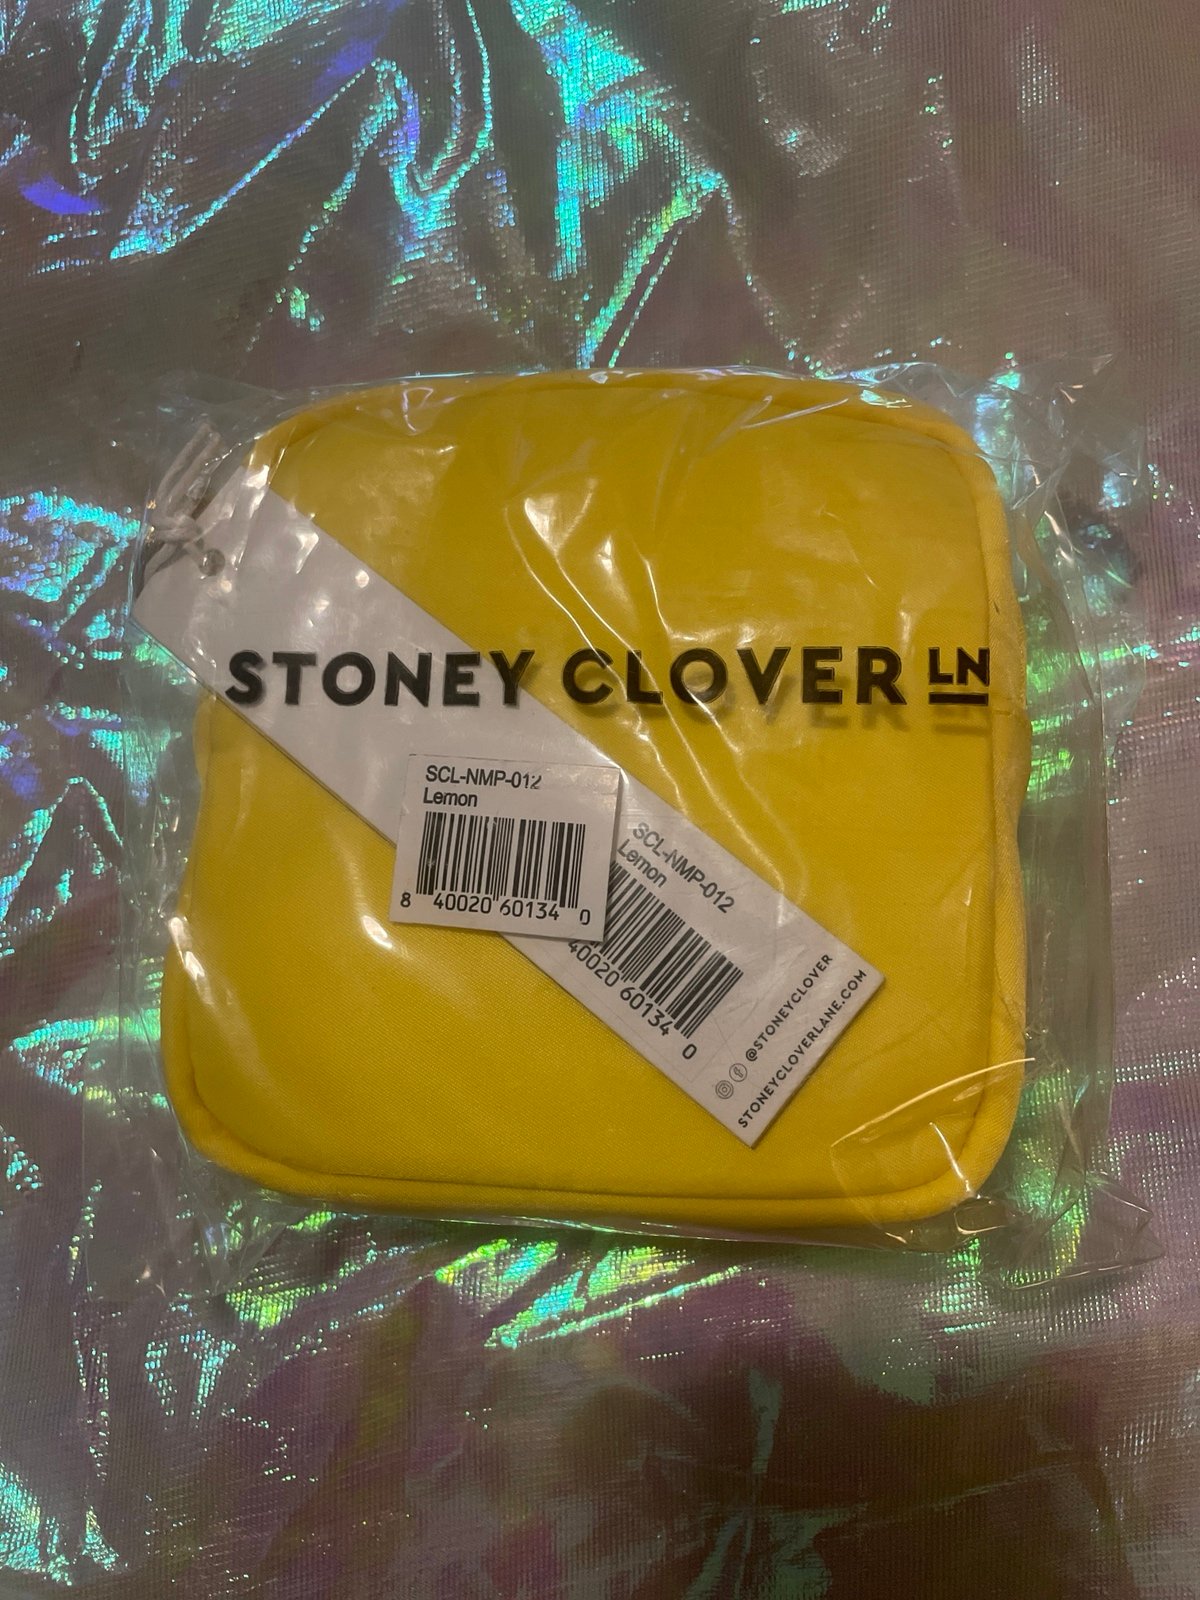 STONEY CLOVER LN
SCL-NMP-012
Lemon
8 40020 60134 0
SCL-NMP-012
Lemon
40020 60134 0
@STONEYCLOVER
STONEYCLOVERLANE.COM